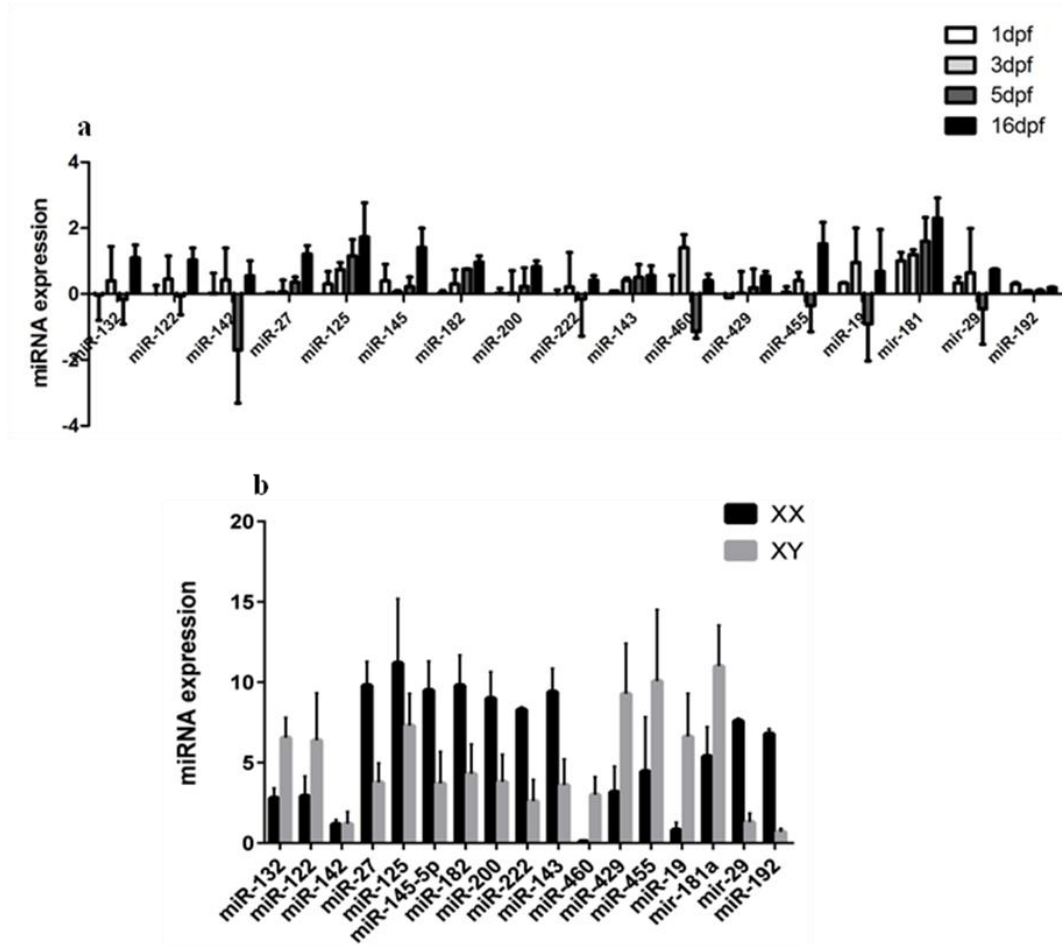 1dpf
3dpf
5dpf
16dpf
a
miRNA expression
4
2
0
-2
-4
miR-132
miR-122
miR-142
miR-27
miR-125
miR-145
miR-182
miR-200
miR-222
miR-143
miR-460
miR-429
miR-455
miR-19
mir-181
mir-29
miR-192
b
XX
XY
miRNA expression
20
15
10
5
0
miR-132
miR-122
miR-142
miR-27
miR-125
miR-145-5p
miR-182
miR-200
miR-222
miR-143
miR-460
miR-429
miR-455
miR-19
mir-181a
mir-29
miR-192